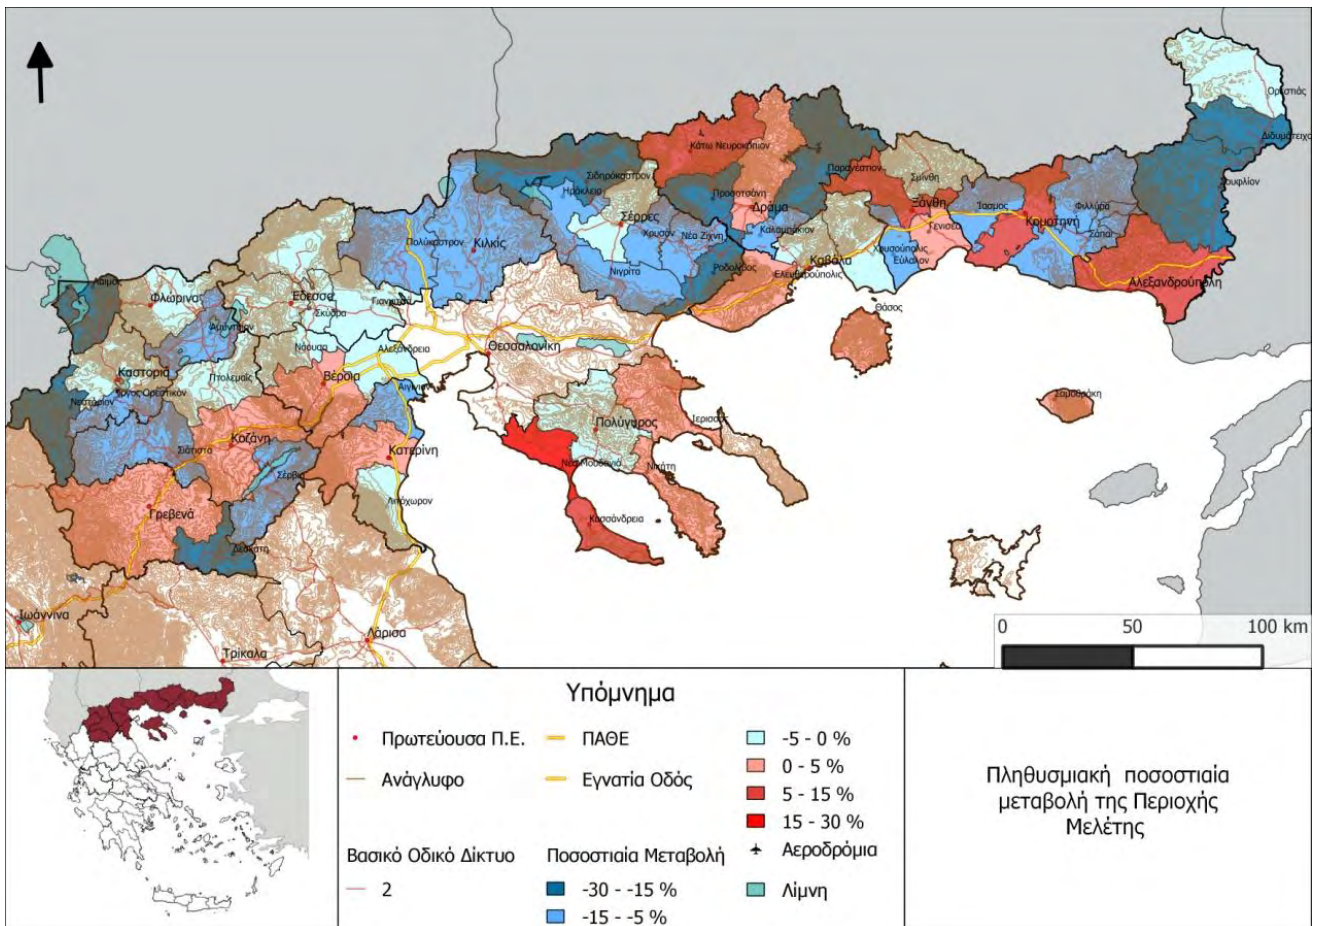 Ορεστιάς
Διδυμότειχο
Σουφλίον
Κάτω Νευροκόπιον
Σιδηρόκαστρον
Παρανέστιον
Σμίνθη
Ηράκλεια
Προσοτσάνη
Δράμα
Ξάνθη
Ίασμος
Φιλλύρα
Σέρρες
Κομοτηνή
Γενισέα
Καλαμπάκιον
Σάπαι
Χρυσόν
Νέα Ζίχνη
Πολύκαστρον
Κιλκίς
Χρυσούπολις
Εύλαλον
Καβάλα
Ελευθερούπολις
Ροδολίβος
Νιγρίτα
Αλεξανδρούπολη
Λαιμός
Φλώρινα
Έδεσσα
Γιαννιτσά
Σκύδρα
Θάσος
Αμύνταιον
Νάουσα
Αλεξάνδρεια
Θεσσαλονίκη
Καστοριά
Πτολεμαΐς
Βέροια
Αιγίνιον
Άργος Ορεστικόν
Νεστόριον
Σαμοθράκη
Πολύγυρος
Ιερισσός
Κοζάνη
Σιάτιστα
Κατερίνη
Νέα Μουδανιά
Νικήτη
Σέρβια
Λιτόχωρον
Γρεβενά
Κασσάνδρεια
Δεσκάτη
Ιωάννινα
Λάρισα
Τρίκαλα
0 50 100 km
Υπόμνημα
Πρωτεύουσα Π.Ε.
Ανάγλυφο
Βασικό Οδικό Δίκτυο
2
ΠΑΘΕ
Εγνατία Οδός
Ποσοστιαία Μεταβολή
-30 - -15 %
-15 - -5 %
-5 - 0 %
0 - 5 %
5 - 15 %
15 - 30 %
Αεροδρόμια
Λίμνη
Πληθυσμιακή ποσοστιαία
μεταβολή της Περιοχής
Μελέτης